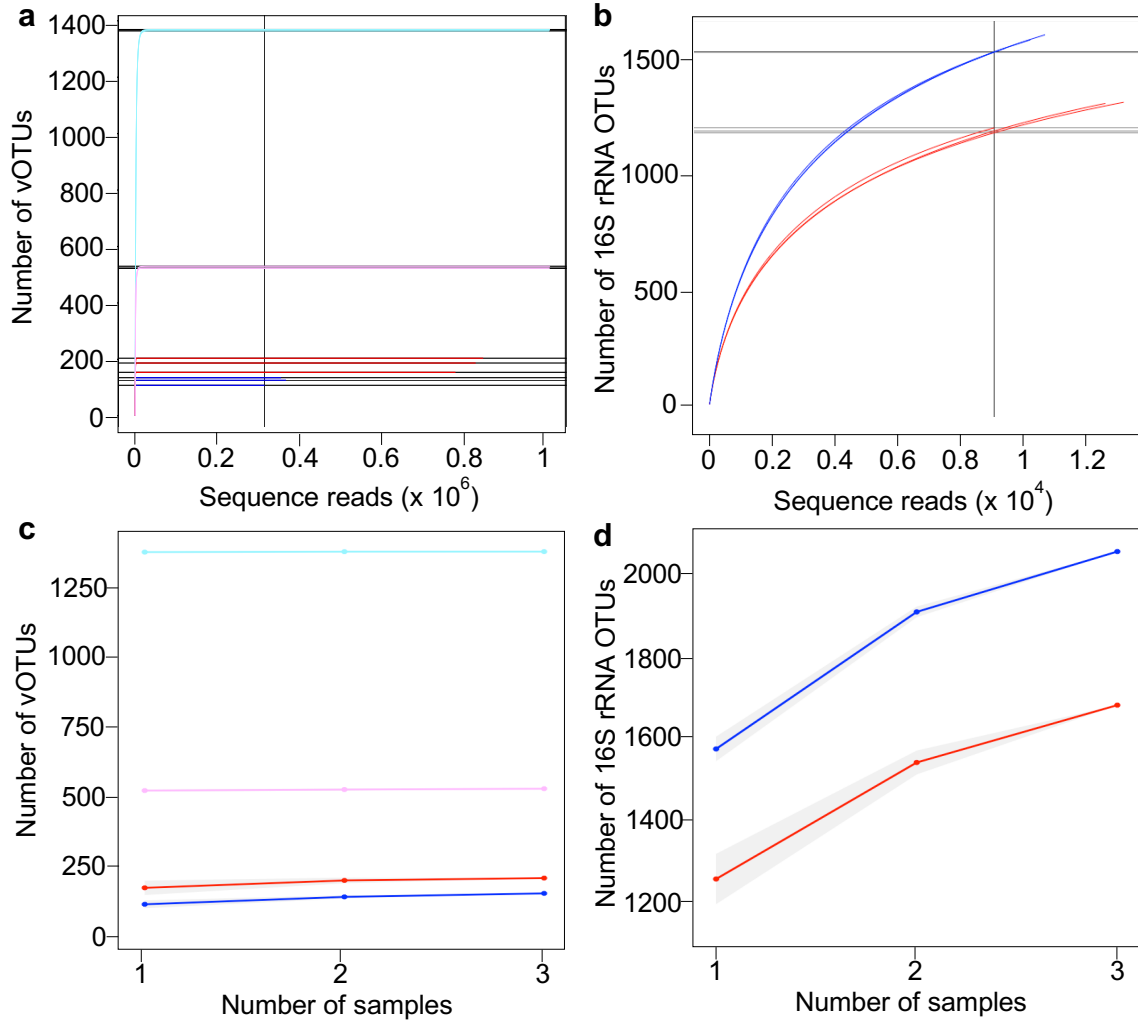 a
1400
1200
1000
800
600
400
200
0
Number of vOTUs
0 0.2 0.4 0.6 0.8 1
Sequence reads (x 10^6)
b
1500
1000
500
0
Number of 16S rRNA OTUs
0 0.2 0.4 0.6 0.8 1 1.2
Sequence reads (x 10^4)
c
1250
1000
750
500
250
0
Number of vOTUs
1 2 3
Number of samples
d
2000
1800
1600
1400
1200
Number of 16S rRNA OTUs
1 2 3
Number of samples